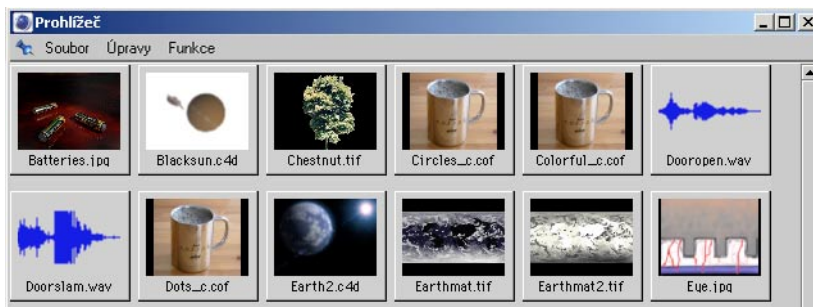 Prohlížeč
Soubor Úpravy Funkce
Batteries.jpg Blacksun.c4d Chestnut.tif Circles_c.cof Colorful_c.cof Dooropen.wav
Doorslam.wav Dots_c.cof Earth2.c4d Earthmat.tif Earthmat2.tif Eye.jpg